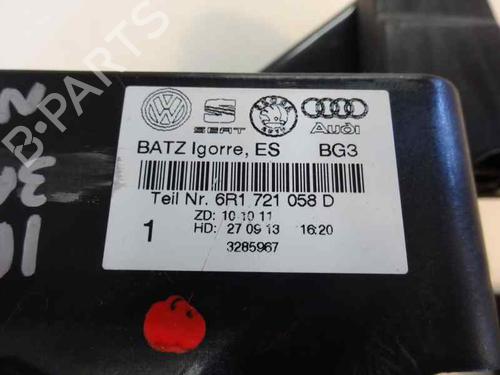 SEAT
Audi
BATZ Igorre, ES BG3
Teil Nr. 6R1 721 058 D
ZD: 10 10 11
1 HD: 27 09 13 16:20
3285967
B-PARTS